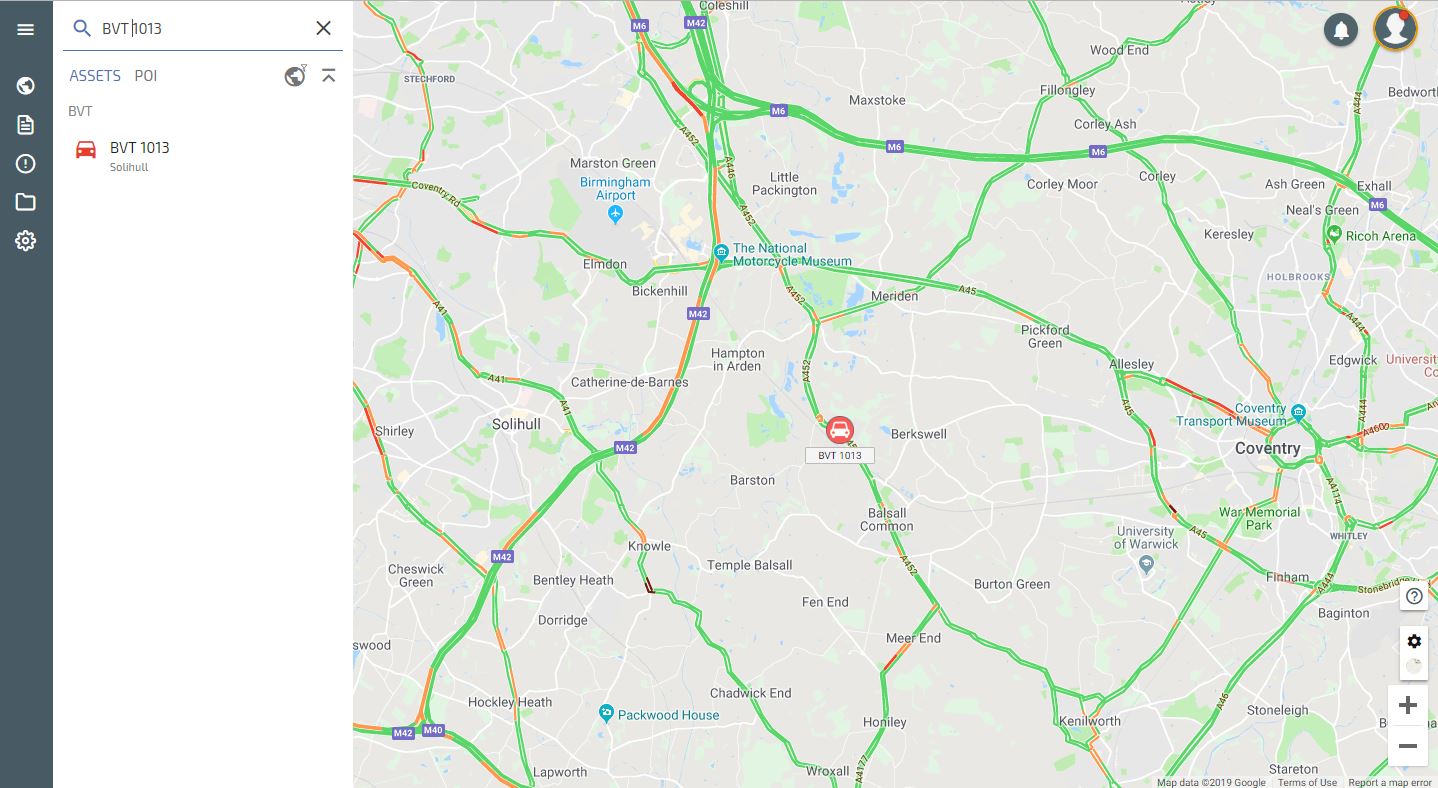 BVT 1013
ASSETS POI
BVT
BVT 1013
Solihull
Coleshill
M6
M42
Wood End
STECHFORD
Fillongley
Maxstoke
M6
A444
Bedworth
Corley Ash
A452
M6
M6
Marston Green
A446
Little
Packington
Birmingham
Airport
Corley Moor
Corley
Ash Green
Exhall
Coventry Rd
M6
A452
Neal's Green
Keresley
Ricoh Arena
The National
Motorcycle Museum
Elmdon
HOLBROOKS
Bickenhill
A452
Meriden
A45
A41
M42
A444
Pickford
Green
Hampton
in Arden
Edgwick
University
Co
Allesley
A452
A41
Catherine-de-Barnes
A41
A45
Coventry
Transport Museum
A444
Solihull
Shirley
Berkswell
A4600
M42
BVT 1013
Coventry
Barston
A4114
Balsall
Common
War Memorial
Park
University
of Warwick
A45
WHITLEY
Knowle
M42
Temple Balsall
A452
Cheswick
Green
Bentley Heath
Burton Green
Finham
A444
Stonebridge
Fen End
Baginton
Dorridge
Meer End
swood
Chadwick End
Hockley Heath
A46
Packwood House
Stoneleigh
Honiley
Kenilworth
M42
M40
Lapworth
Wroxall
A4177
Stareton
Map data ©2019 Google Terms of Use Report a map error